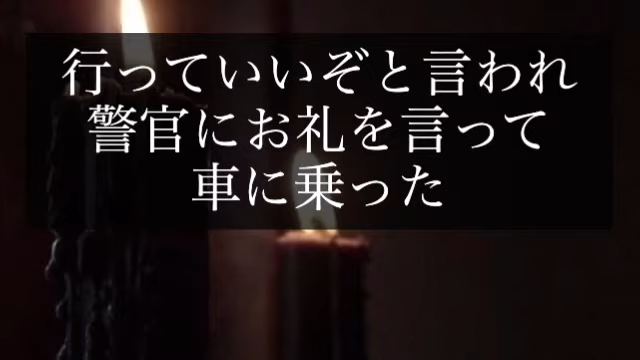 行っていいぞと言われ
警官にお礼を言って
車に乗った